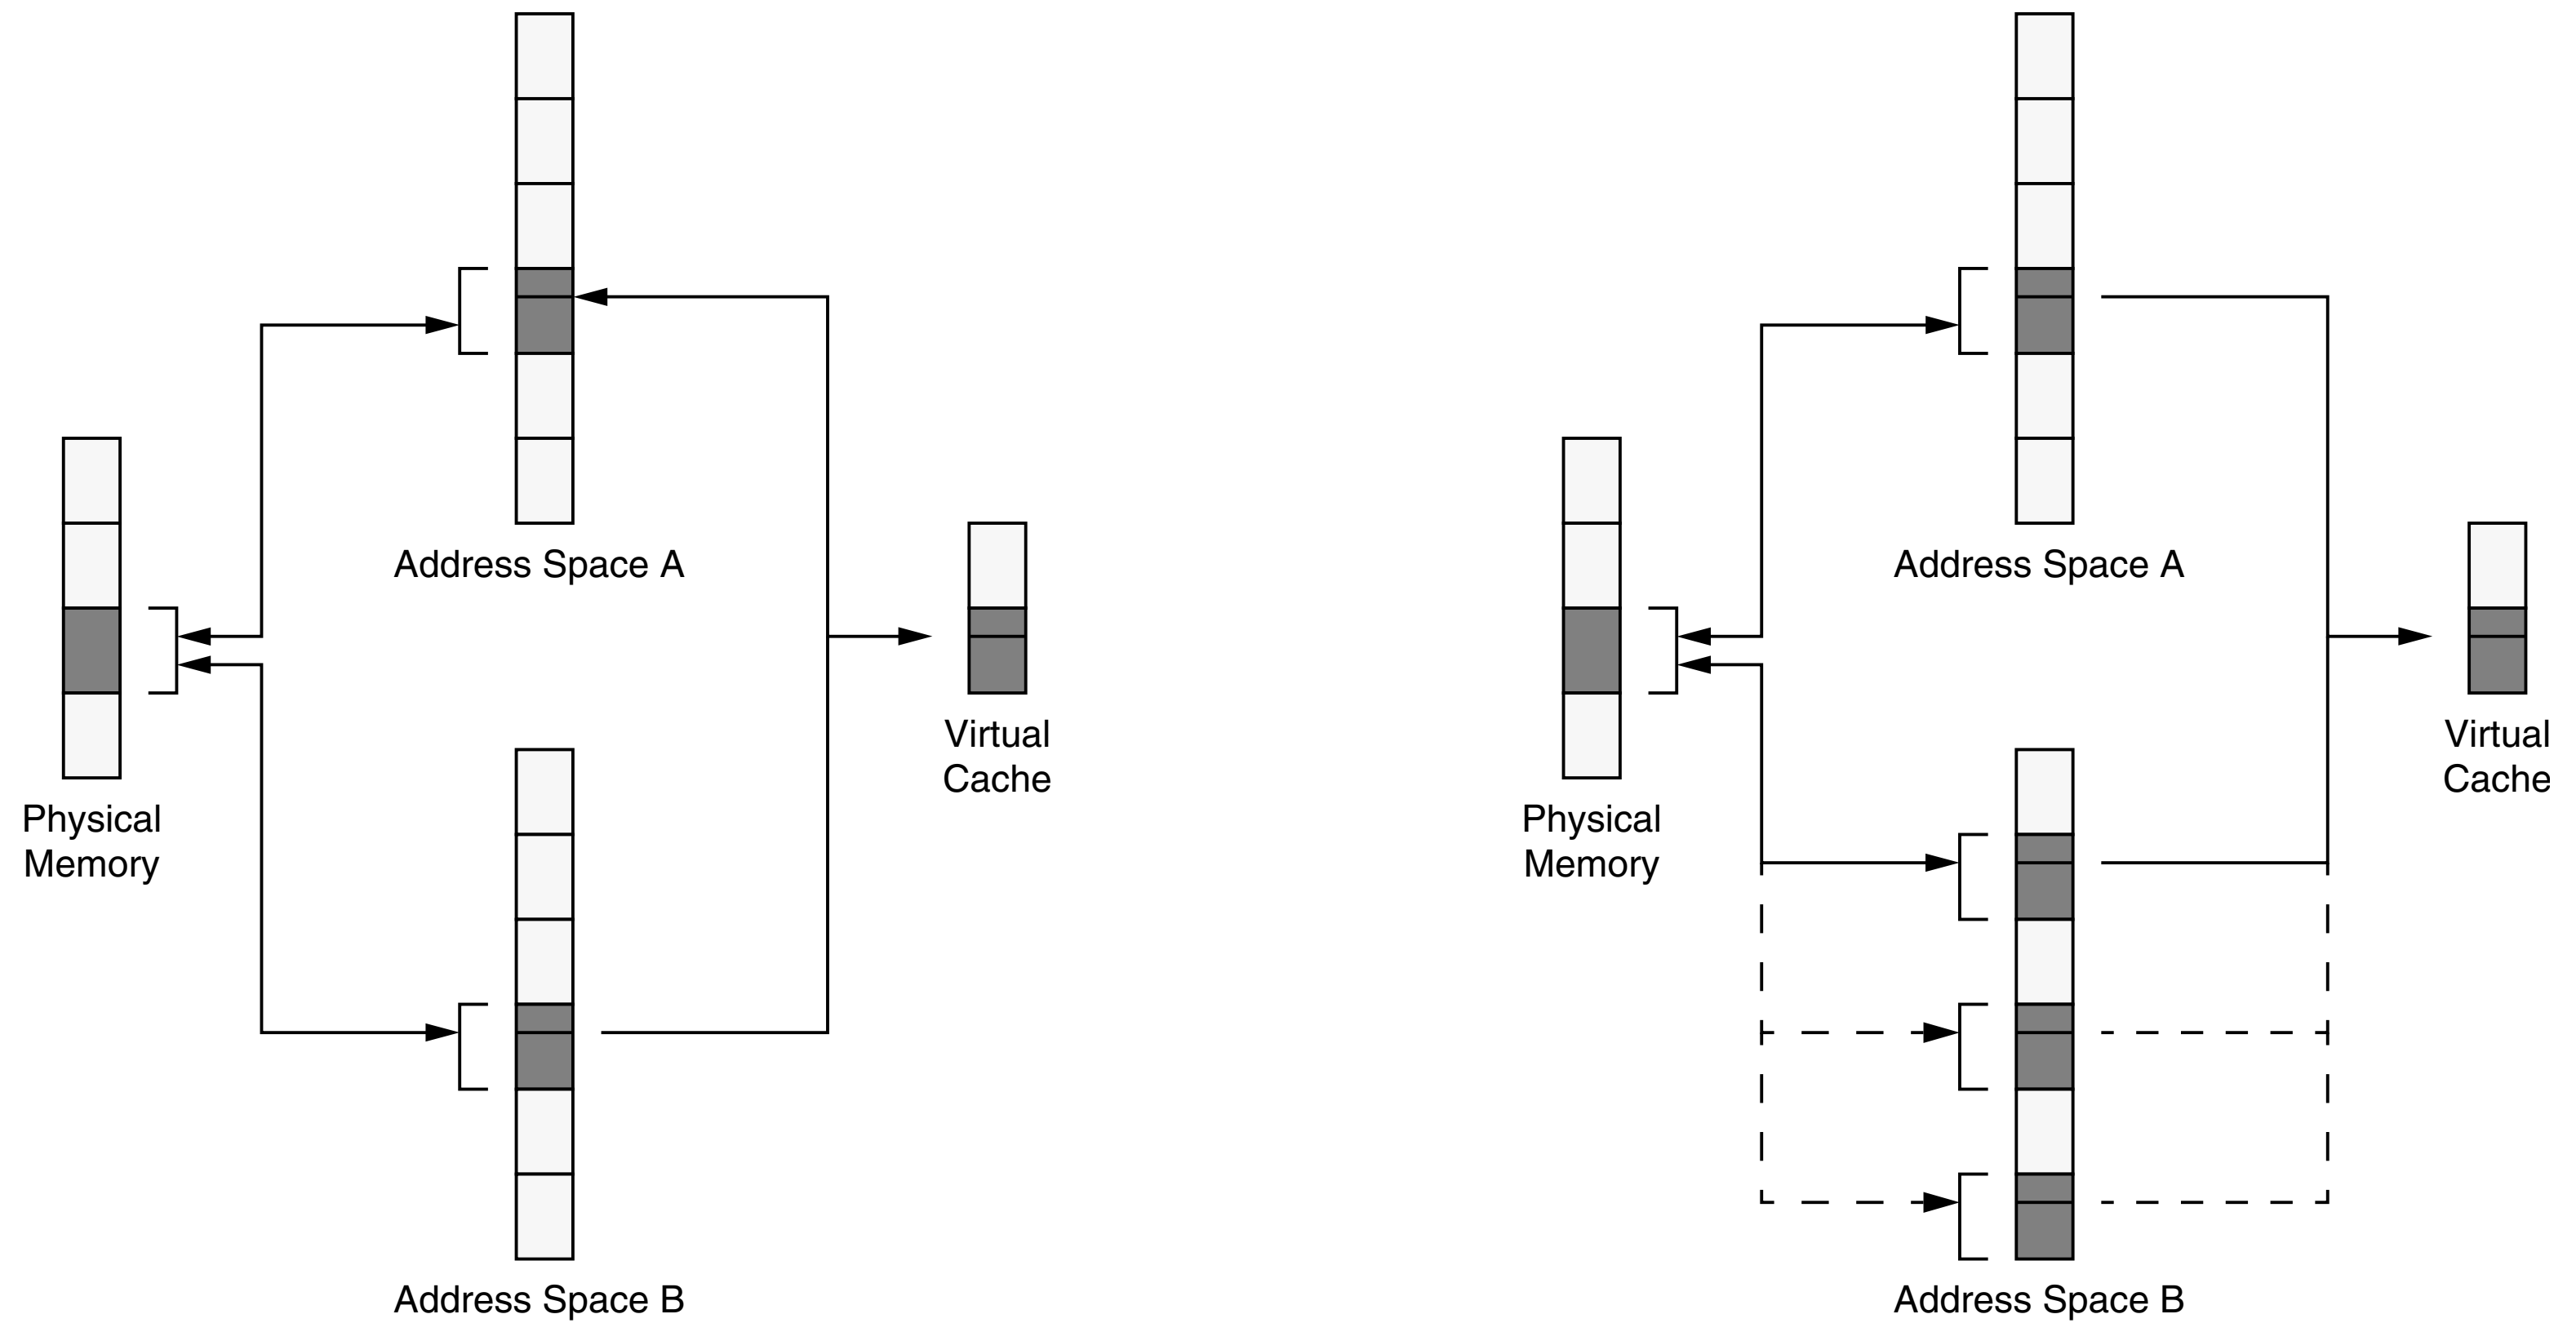 Address Space A
Physical
Memory
Virtual
Cache
Address Space B
Address Space A
Physical
Memory
Virtual
Cache
Address Space B